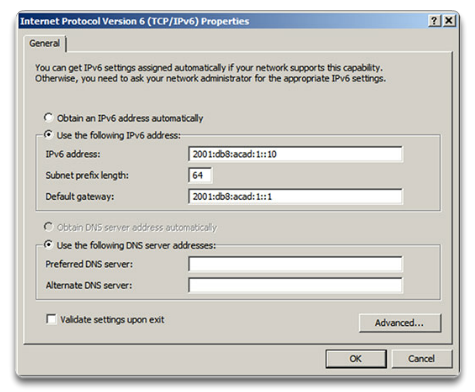 Internet Protocol Version 6 (TCP/IPv6) Properties
General
You can get IPv6 settings assigned automatically if your network supports this capability.
Otherwise, you need to ask your network administrator for the appropriate IPv6 settings.
Obtain an IPv6 address automatically
Use the following IPv6 address:
IPv6 address: 2001:db8:acad:1::10
Subnet prefix length: 64
Default gateway: 2001:db8:acad:1::1
Obtain DNS server address automatically
Use the following DNS server addresses:
Preferred DNS server:
Alternate DNS server:
Validate settings upon exit
Advanced...
OK Cancel